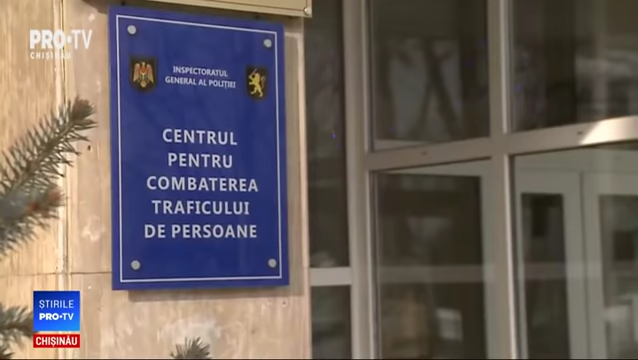 PRO•TV
CHIȘINĂU
INSPECTORATUL
GENERAL AL POLIȚIEI
CENTRUL
PENTRU
COMBATEREA
TRAFICULUI
DE PERSOANE
ȘTIRILE
PRO•TV
CHIȘINĂU